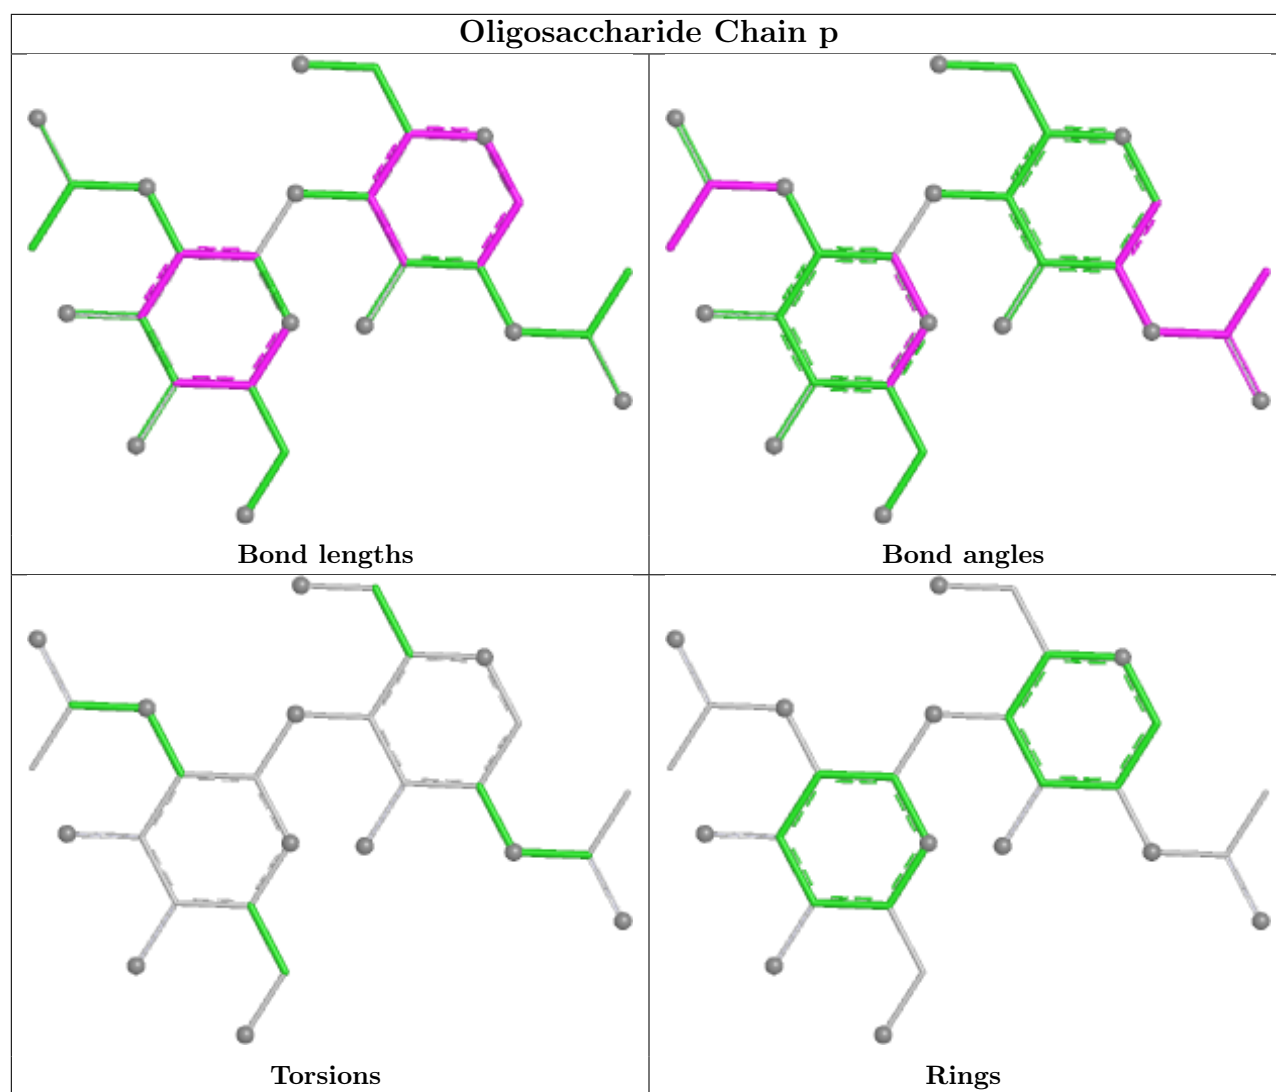 Oligosaccharide Chain p
Bond lengths
Bond angles
Torsions
Rings